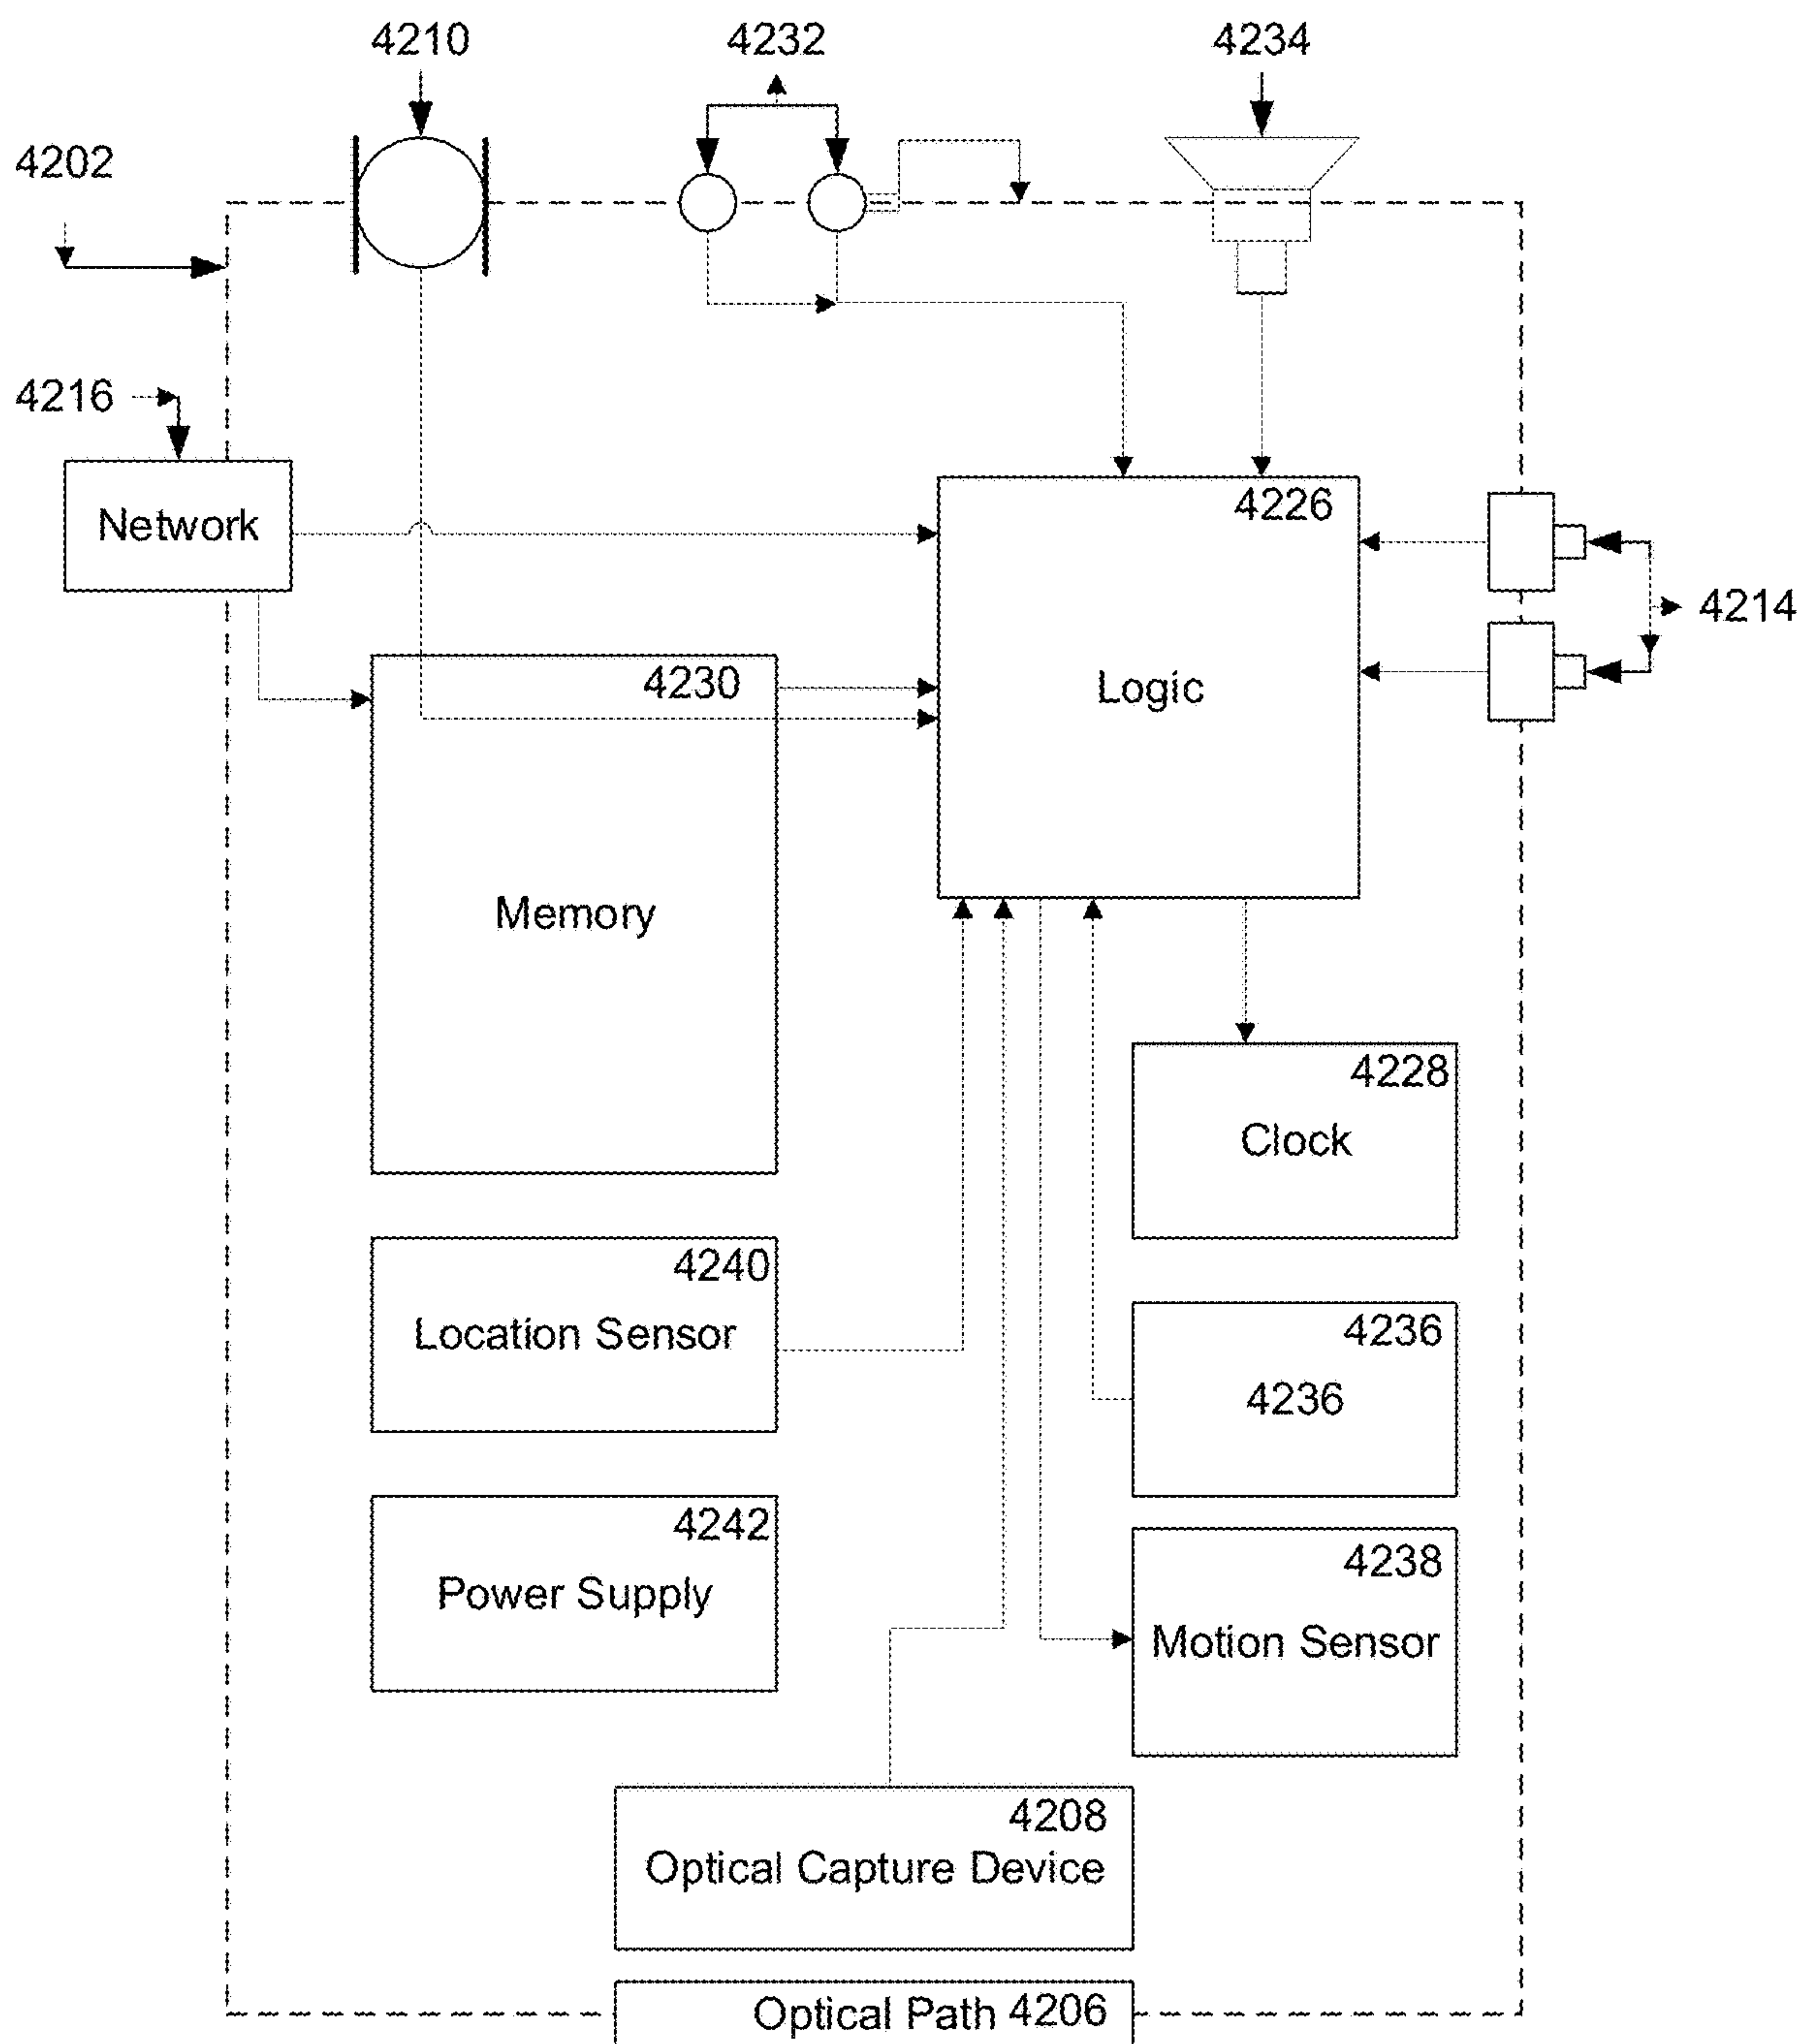 4210
4232
4234
4202
4216
Network
4226
Logic
4214
4230
Memory
4228
Clock
4240
Location Sensor
4236
4236
4242
Power Supply
4238
Motion Sensor
4208
Optical Capture Device
Optical Path 4206